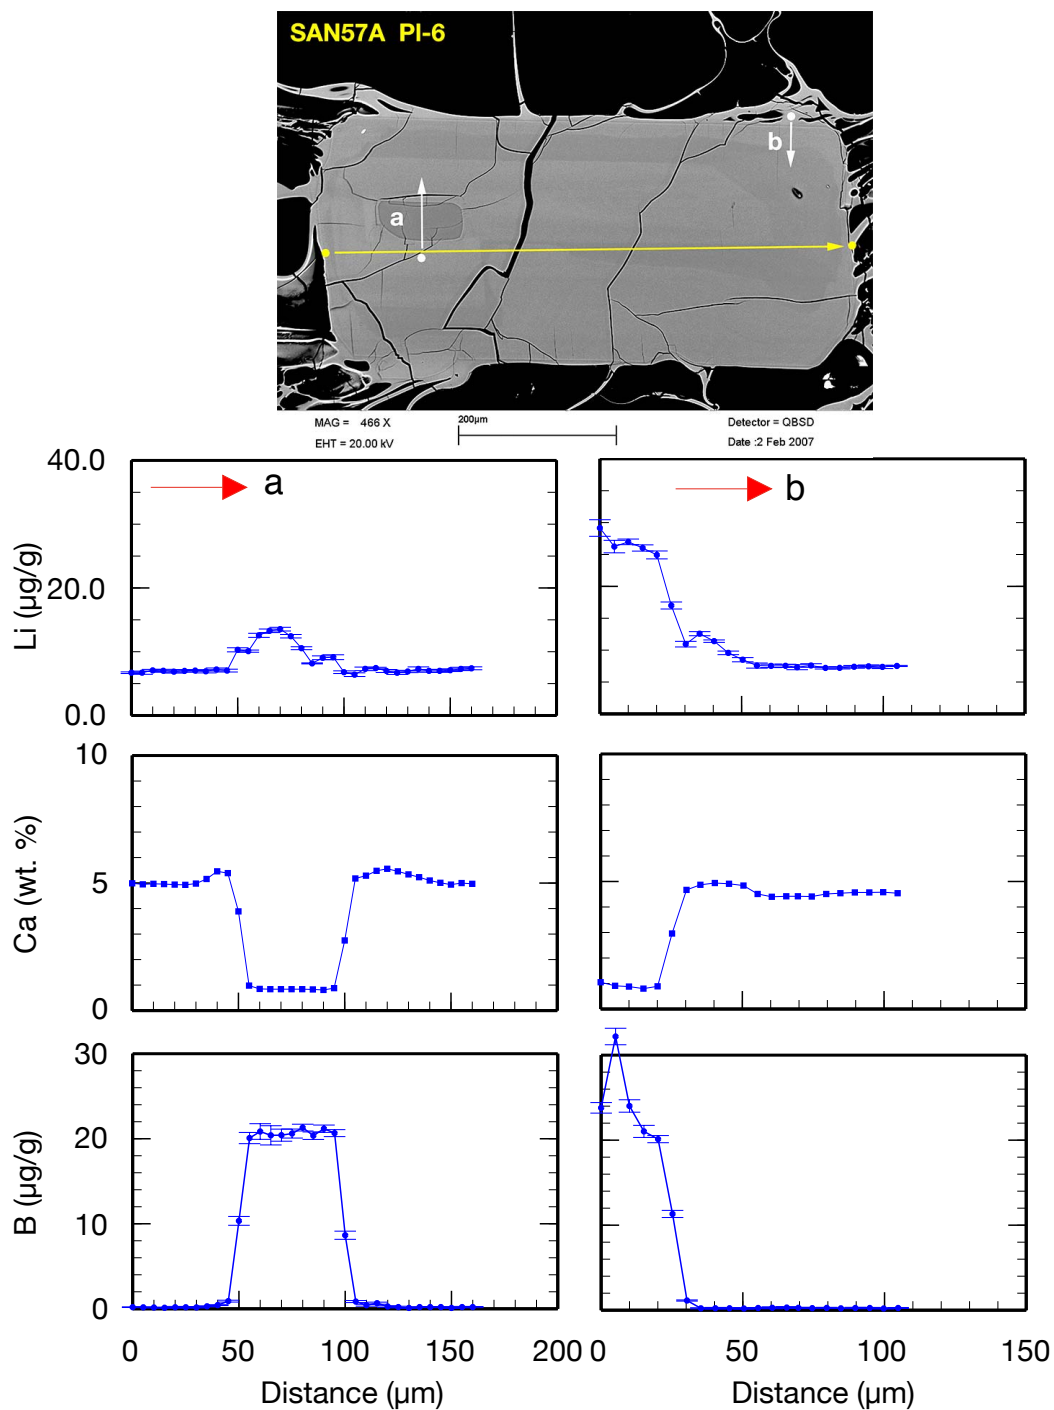 SAN57A PI-6
a
b
MAG = 466 X
EHT = 20.00 kV
200µm
Detector = QBSD
Date :2 Feb 2007
40.0
20.0
0.0
Li (µg/g)
a
b
10
5
0
Ca (wt. %)
30
20
10
0
B (µg/g)
0 50 100 150 200
0 50 100 150
Distance (µm)
Distance (µm)